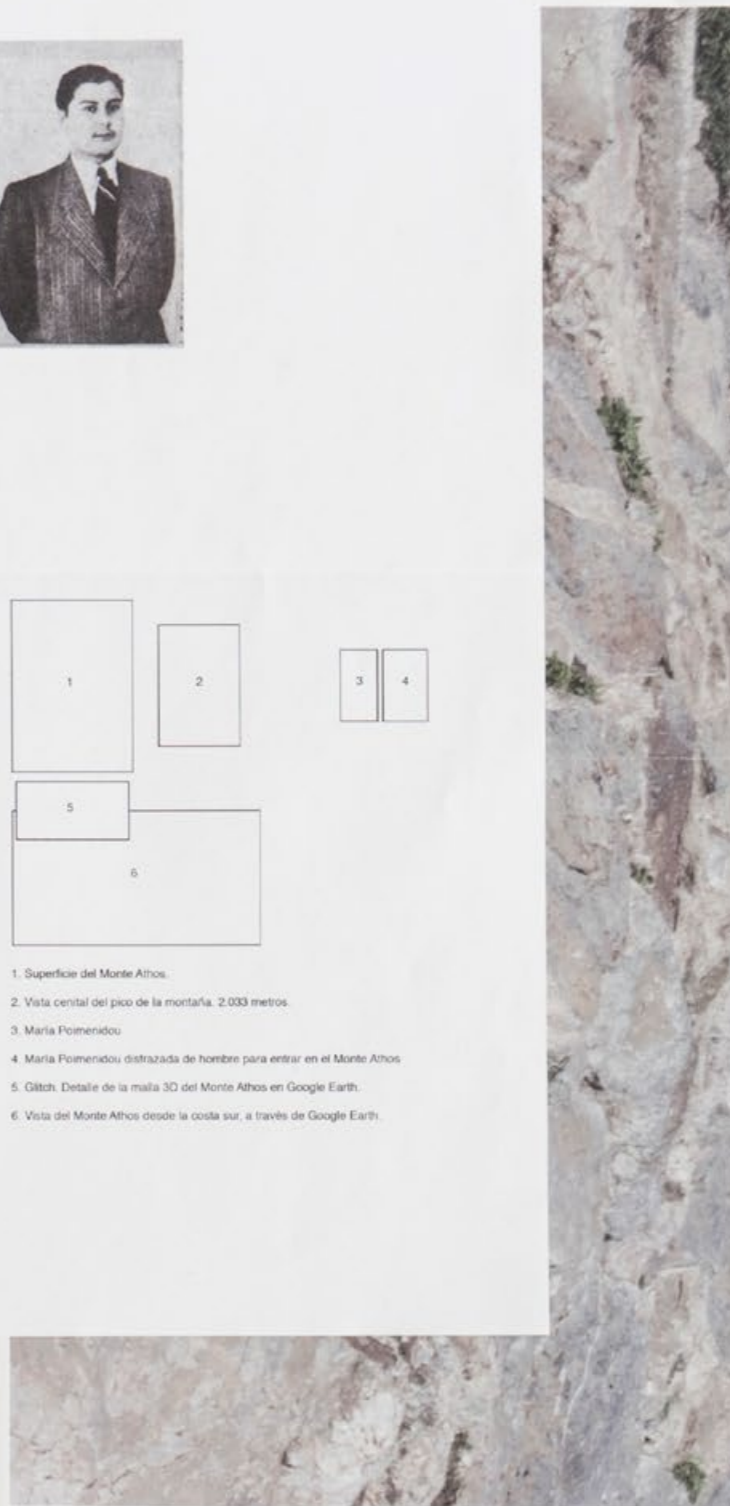 1
2
3
4
5
6
1. Superficie del Monte Athos.
2. Vista cenital del pico de la montaña. 2.033 metros.
3. María Poimenidou
4. María Poimenidou disfrazada de hombre para entrar en el Monte Athos
5. Glitch. Detalle de la malla 3D del Monte Athos en Google Earth.
6. Vista del Monte Athos desde la costa sur, a través de Google Earth.